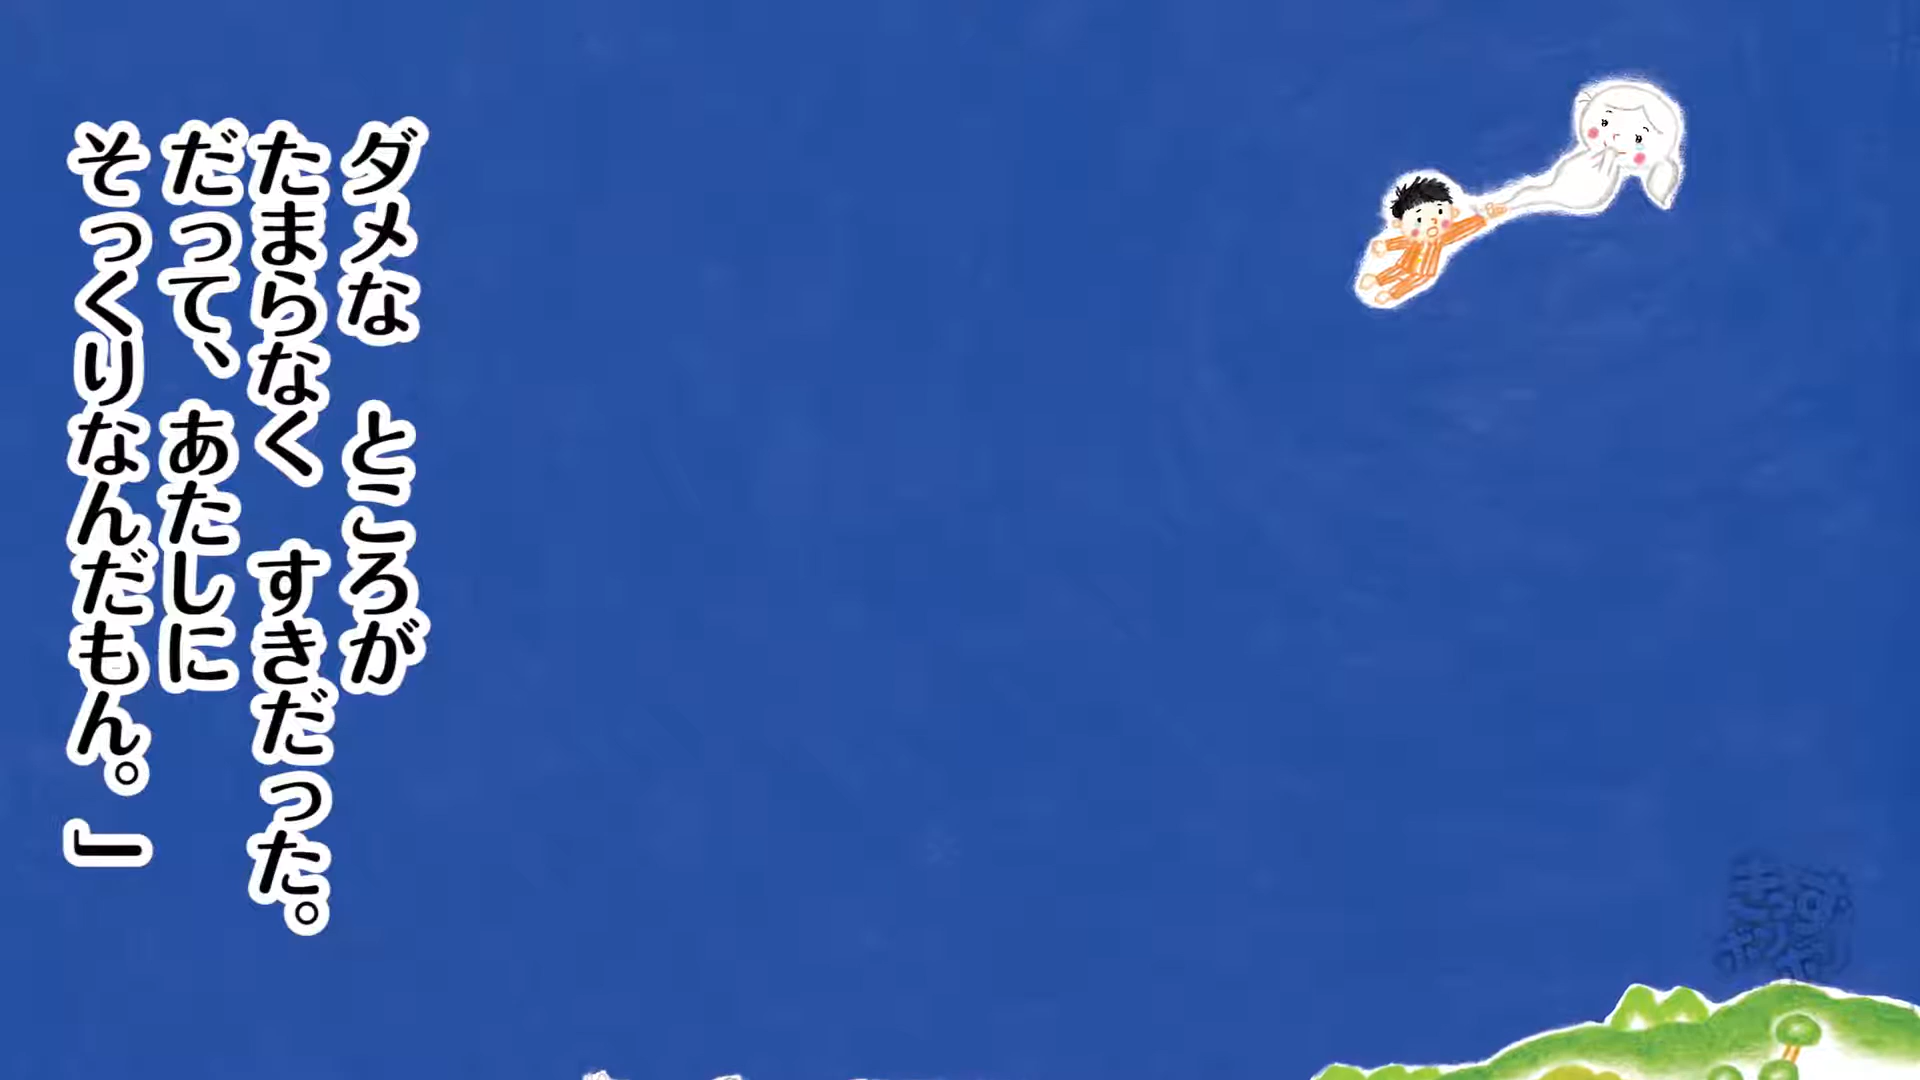 ダメな　ところが
たまらなく　すきだった。
だって、あたしに
そっくりなんだもん。」